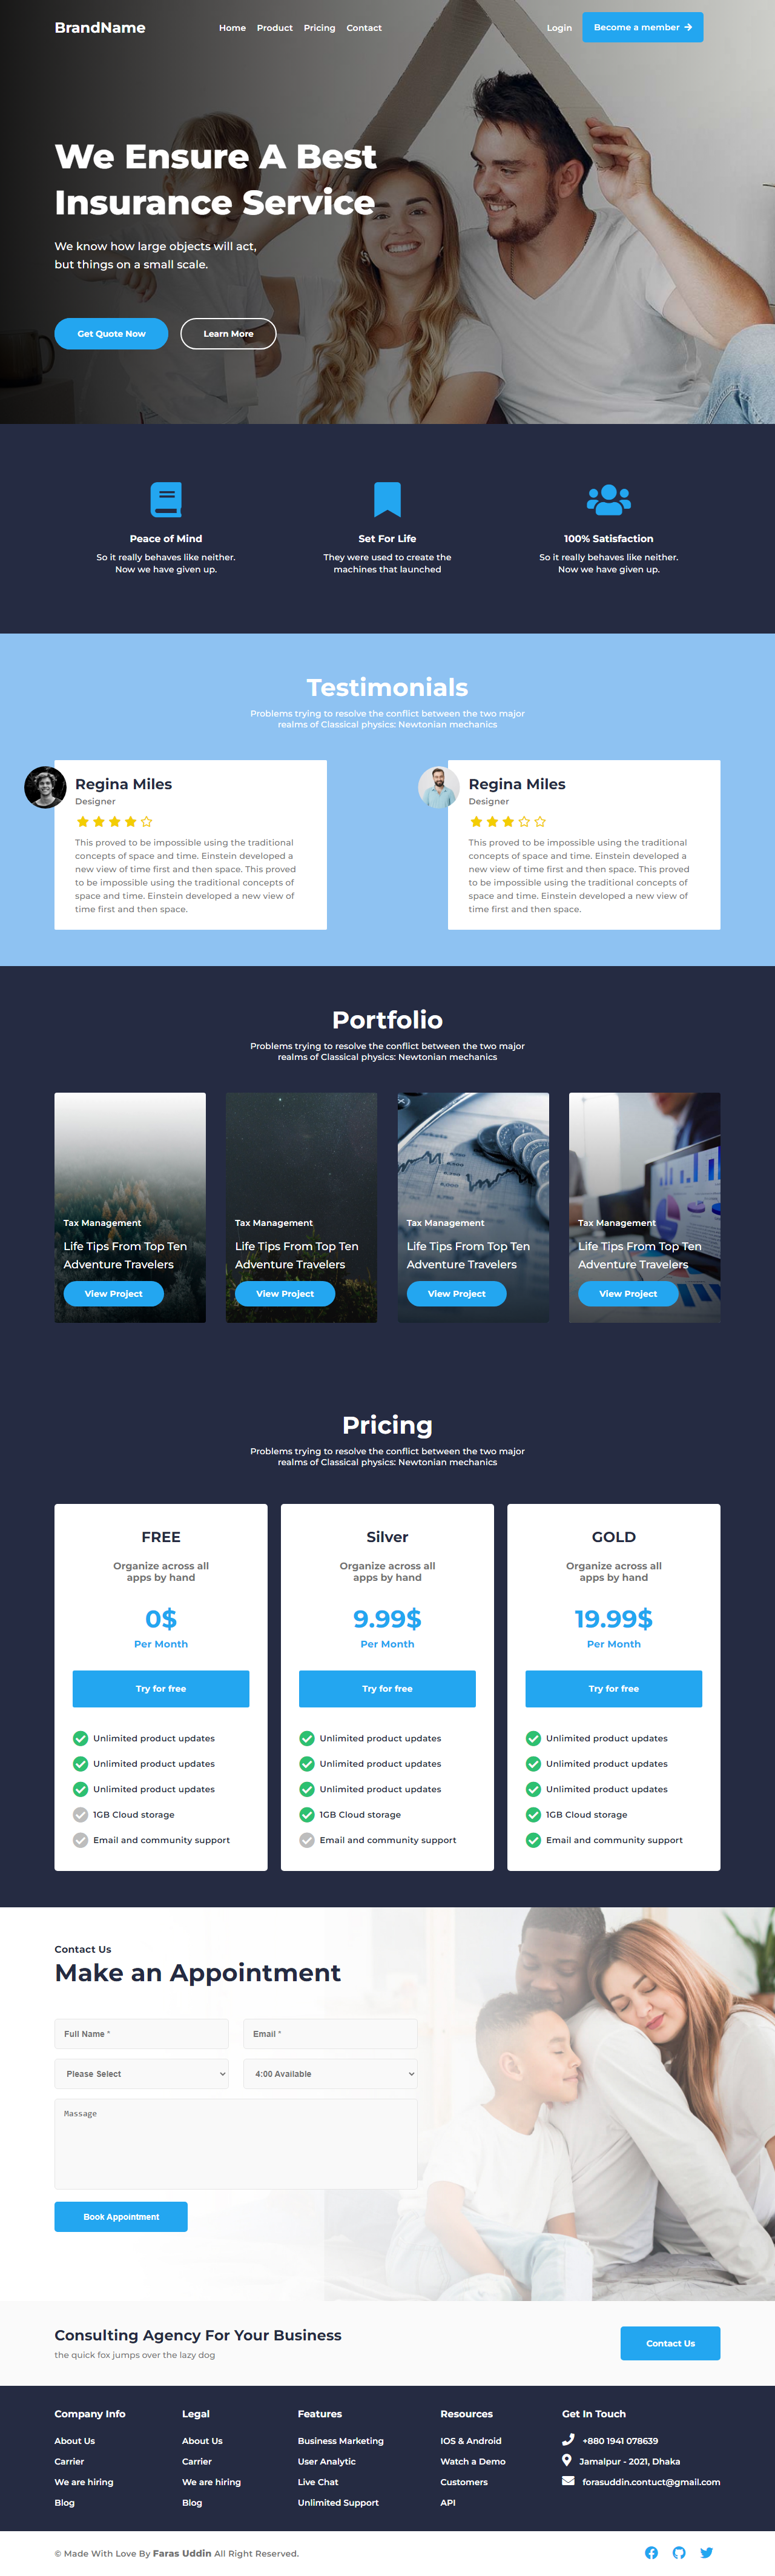 BrandName
Home Product Pricing Contact
Login
Become a member
We Ensure A Best
Insurance Service
We know how large objects will act,
but things on a small scale.
Get Quote Now
Learn More
Peace of Mind
So it really behaves like neither.
Now we have given up.
Set For Life
They were used to create the
machines that launched
100% Satisfaction
So it really behaves like neither.
Now we have given up.
Testimonials
Problems trying to resolve the conflict between the two major
realms of Classical physics: Newtonian mechanics
Regina Miles
Designer
This proved to be impossible using the traditional
concepts of space and time. Einstein developed a
new view of time first and then space. This proved
to be impossible using the traditional concepts of
space and time. Einstein developed a new view of
time first and then space.
Regina Miles
Designer
This proved to be impossible using the traditional
concepts of space and time. Einstein developed a
new view of time first and then space. This proved
to be impossible using the traditional concepts of
space and time. Einstein developed a new view of
time first and then space.
Portfolio
Problems trying to resolve the conflict between the two major
realms of Classical physics: Newtonian mechanics
Tax Management
Life Tips From Top Ten
Adventure Travelers
View Project
Tax Management
Life Tips From Top Ten
Adventure Travelers
View Project
Tax Management
Life Tips From Top Ten
Adventure Travelers
View Project
Tax Management
Life Tips From Top Ten
Adventure Travelers
View Project
Pricing
Problems trying to resolve the conflict between the two major
realms of Classical physics: Newtonian mechanics
FREE
Organize across all
apps by hand
0$
Per Month
Try for free
Unlimited product updates
Unlimited product updates
Unlimited product updates
1GB Cloud storage
Email and community support
Silver
Organize across all
apps by hand
9.99$
Per Month
Try for free
Unlimited product updates
Unlimited product updates
Unlimited product updates
1GB Cloud storage
Email and community support
GOLD
Organize across all
apps by hand
19.99$
Per Month
Try for free
Unlimited product updates
Unlimited product updates
Unlimited product updates
1GB Cloud storage
Email and community support
Contact Us
Make an Appointment
Full Name *
Email *
Please Select
4:00 Available
Massage
Book Appointment
Consulting Agency For Your Business
the quick fox jumps over the lazy dog
Contact Us
Company Info
About Us
Carrier
We are hiring
Blog
Legal
About Us
Carrier
We are hiring
Blog
Features
Business Marketing
User Analytic
Live Chat
Unlimited Support
Resources
IOS & Android
Watch a Demo
Customers
API
Get In Touch
+880 1941 078639
Jamalpur - 2021, Dhaka
forasuddin.contuct@gmail.com
© Made With Love By Faras Uddin All Right Reserved.